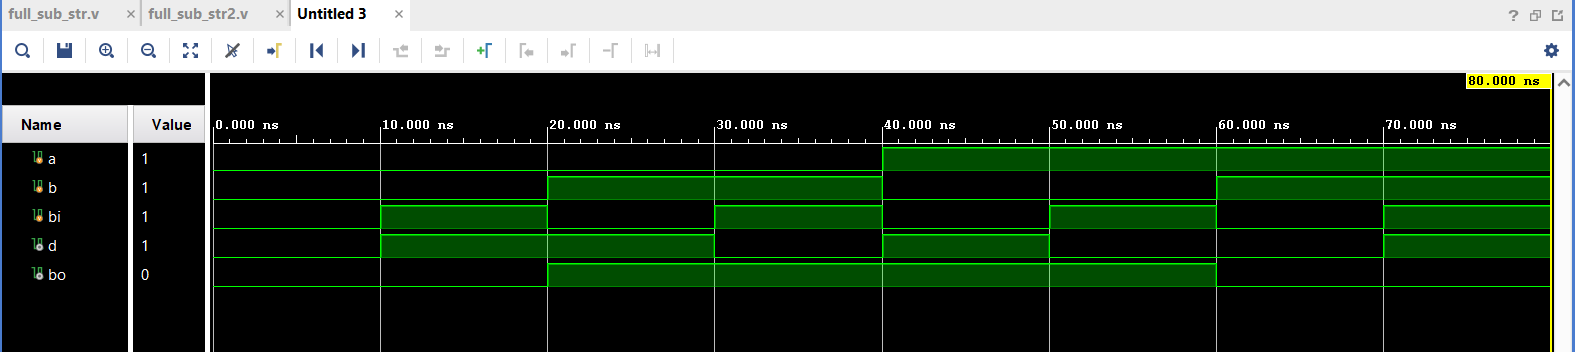 full_sub_str.v × full_sub_str2.v × Untitled 3 × ?
80.000 ns
Name Value 0.000 ns 10.000 ns 20.000 ns 30.000 ns 40.000 ns 50.000 ns 60.000 ns 70.000 ns
a 1
b 1
bi 1
d 1
bo 0